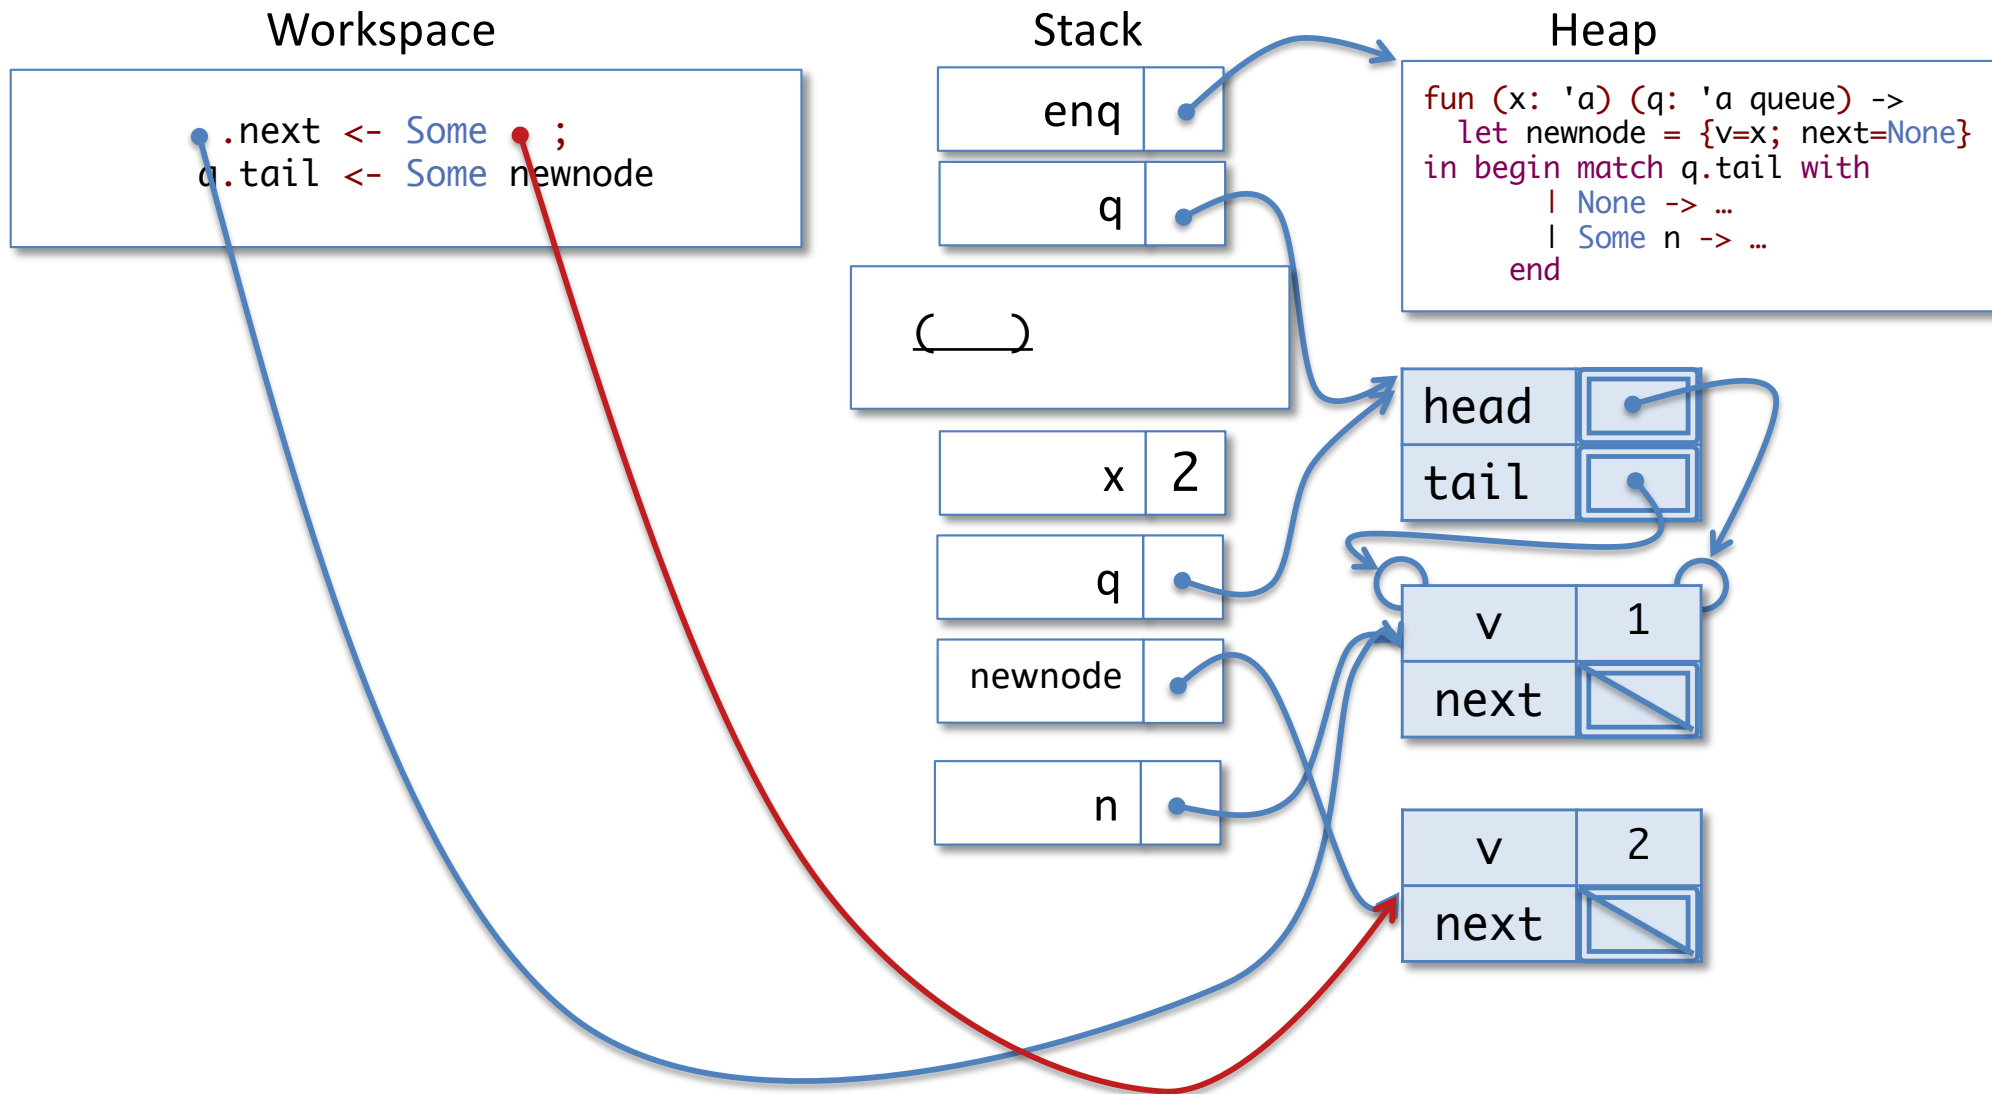 Workspace
.next <- Some ;
q.tail <- Some newnode
Stack
enq
q
(   )
x 2
q
newnode
n
Heap
fun (x: 'a) (q: 'a queue) ->
let newnode = {v=x; next=None}
in begin match q.tail with
| None -> …
| Some n -> …
end
head
tail
v 1
next
v 2
next